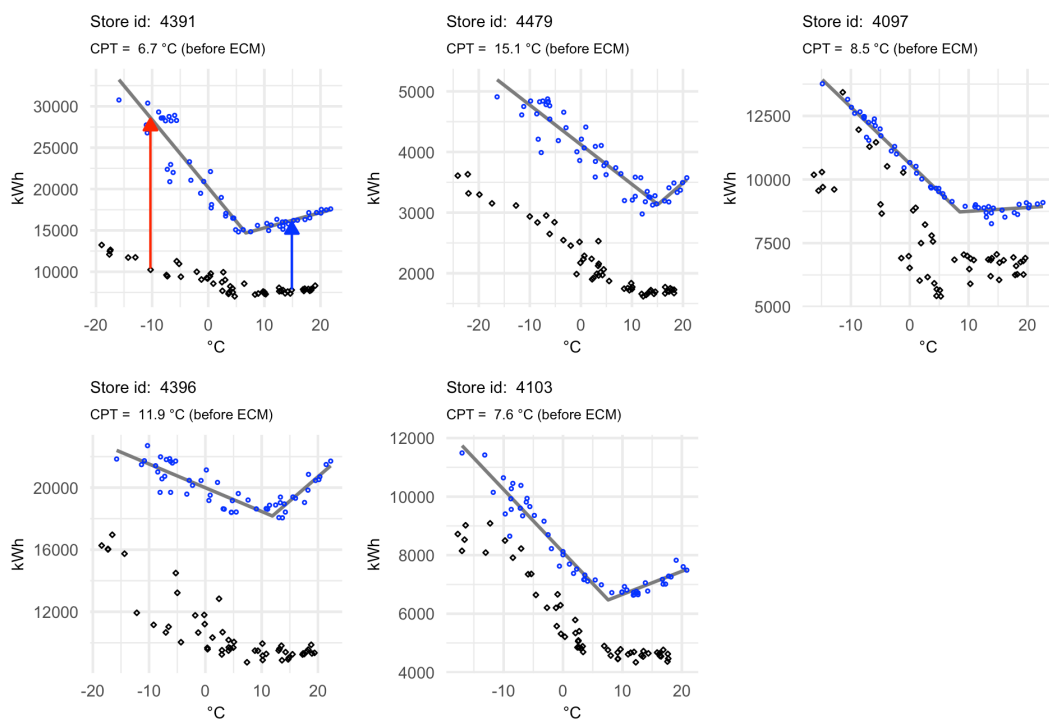 Store id: 4391
CPT = 6.7 °C (before ECM)
kWh
30000
25000
20000
15000
10000
-20 -10 0 10 20
°C
Store id: 4479
CPT = 15.1 °C (before ECM)
kWh
5000
4000
3000
2000
-20 -10 0 10 20
°C
Store id: 4097
CPT = 8.5 °C (before ECM)
kWh
12500
10000
7500
5000
-10 0 10 20
°C
Store id: 4396
CPT = 11.9 °C (before ECM)
kWh
20000
16000
12000
-20 -10 0 10 20
°C
Store id: 4103
CPT = 7.6 °C (before ECM)
kWh
12000
10000
8000
6000
4000
-10 0 10 20
°C